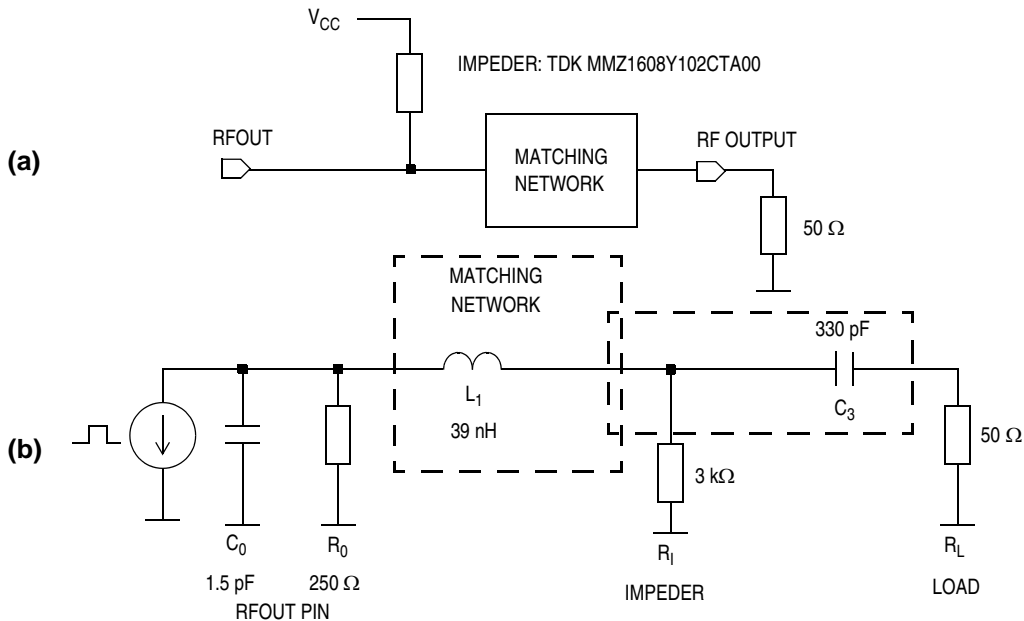 V_CC
IMPEDER: TDK MMZ1608Y102CTA00
RFOUT
RF OUTPUT
(a)
MATCHING
NETWORK
50 Ω
MATCHING
NETWORK
330 pF
L_1
C_3
39 nH
(b)
50 Ω
3 kΩ
C_0
R_0
R_I
R_L
1.5 pF
250 Ω
IMPEDER
LOAD
RFOUT PIN